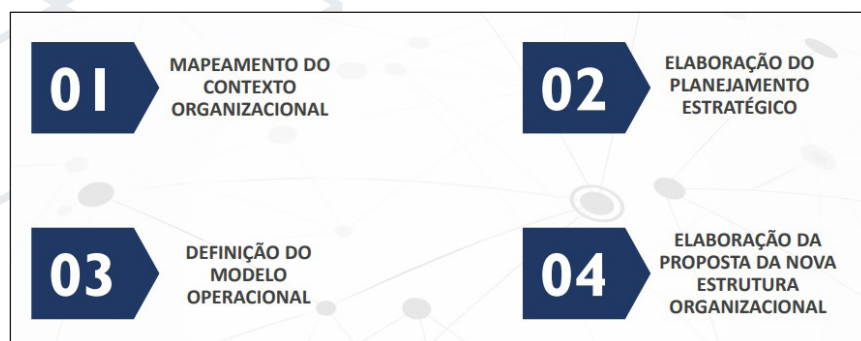 01
MAPEAMENTO DO
CONTEXTO
ORGANIZACIONAL
02
ELABORAÇÃO DO
PLANEJAMENTO
ESTRATÉGICO
03
DEFINIÇÃO DO
MODELO
OPERACIONAL
04
ELABORAÇÃO DA
PROPOSTA DA NOVA
ESTRUTURA
ORGANIZACIONAL